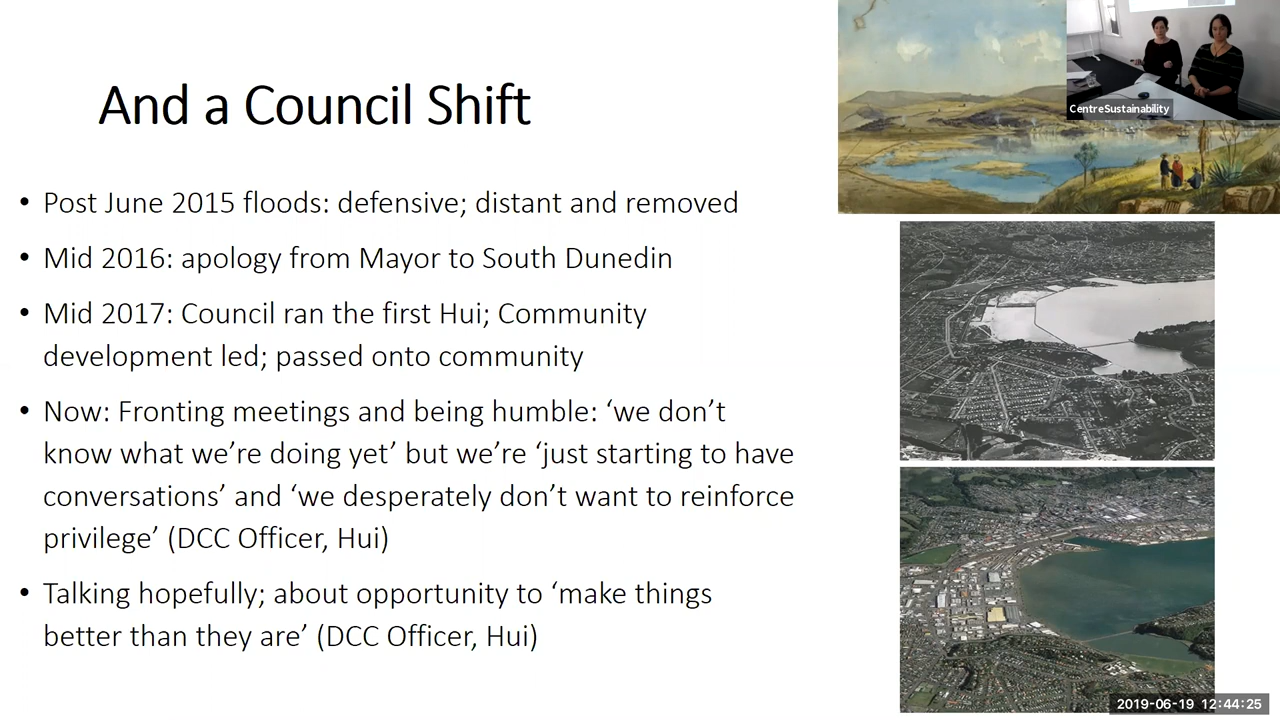 And a Council Shift
• Post June 2015 floods: defensive; distant and removed
• Mid 2016: apology from Mayor to South Dunedin
• Mid 2017: Council ran the first Hui; Community
development led; passed onto community
• Now: Fronting meetings and being humble: ‘we don’t
know what we’re doing yet’ but we’re ‘just starting to have
conversations’ and ‘we desperately don’t want to reinforce
privilege’ (DCC Officer, Hui)
• Talking hopefully; about opportunity to ‘make things
better than they are’ (DCC Officer, Hui)
CentreSustainability
2019-06-19 12:44:25